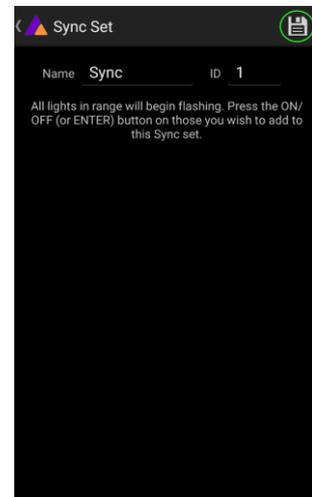 Sync Set
Name Sync ID 1
All lights in range will begin flashing. Press the ON/
OFF (or ENTER) button on those you wish to add to
this Sync set.